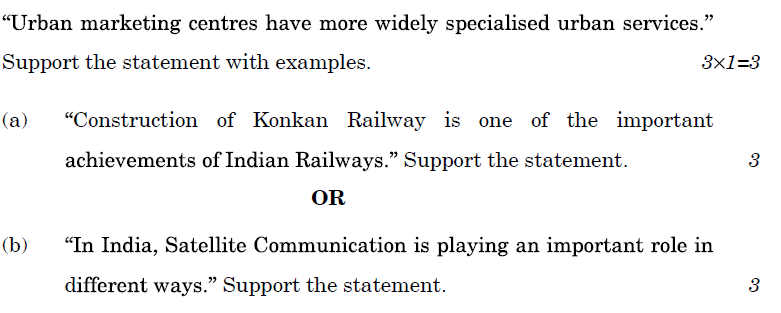 “Urban marketing centres have more widely specialised urban services.”
Support the statement with examples. 3×1=3
(a) “Construction of Konkan Railway is one of the important
achievements of Indian Railways.” Support the statement. 3
OR
(b) “In India, Satellite Communication is playing an important role in
different ways.” Support the statement. 3